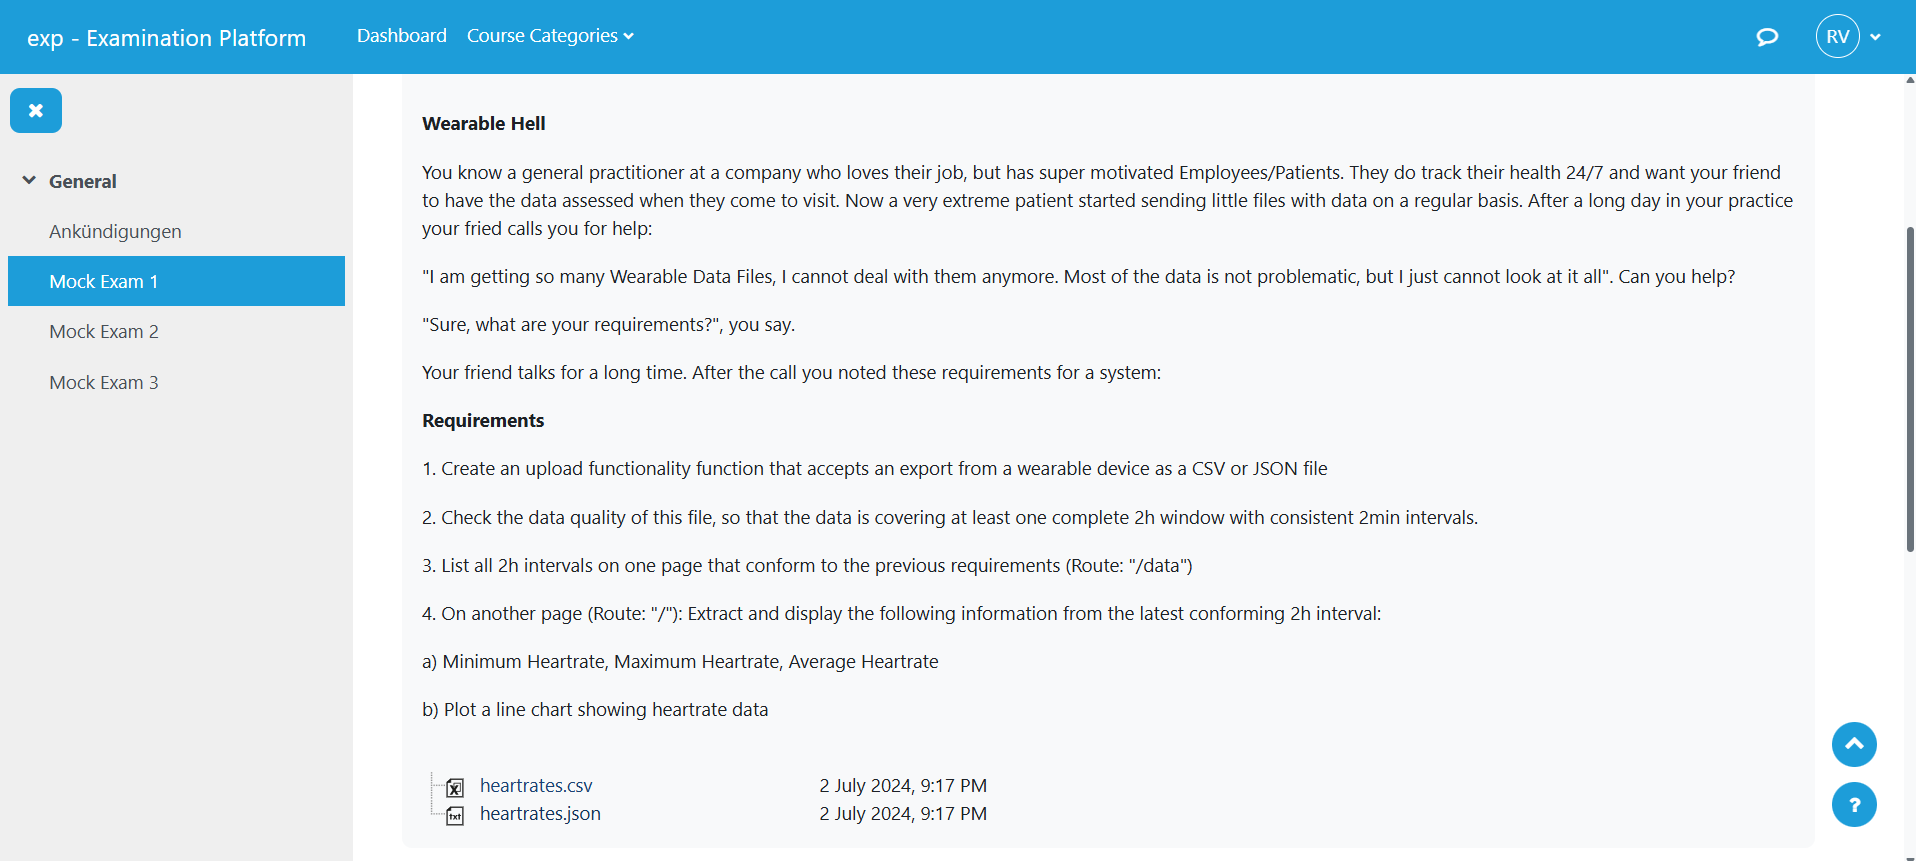 exp - Examination Platform
Dashboard
Course Categories
RV
General
Ankündigungen
Mock Exam 1
Mock Exam 2
Mock Exam 3
Wearable Hell
You know a general practitioner at a company who loves their job, but has super motivated Employees/Patients. They do track their health 24/7 and want your friend
to have the data assessed when they come to visit. Now a very extreme patient started sending little files with data on a regular basis. After a long day in your practice
your fried calls you for help:
"I am getting so many Wearable Data Files, I cannot deal with them anymore. Most of the data is not problematic, but I just cannot look at it all". Can you help?
"Sure, what are your requirements?", you say.
Your friend talks for a long time. After the call you noted these requirements for a system:
Requirements
1. Create an upload functionality function that accepts an export from a wearable device as a CSV or JSON file
2. Check the data quality of this file, so that the data is covering at least one complete 2h window with consistent 2min intervals.
3. List all 2h intervals on one page that conform to the previous requirements (Route: "/data")
4. On another page (Route: "/"): Extract and display the following information from the latest conforming 2h interval:
a) Minimum Heartrate, Maximum Heartrate, Average Heartrate
b) Plot a line chart showing heartrate data
heartrates.csv 2 July 2024, 9:17 PM
txt heartrates.json 2 July 2024, 9:17 PM
?